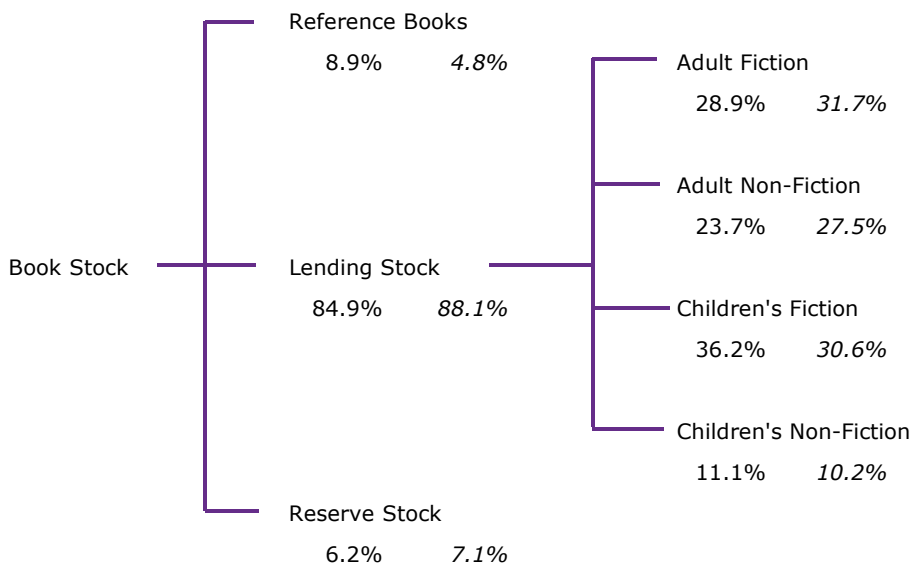 Reference Books
8.9% 4.8%
Adult Fiction
28.9% 31.7%
Adult Non-Fiction
23.7% 27.5%
Book Stock
Lending Stock
84.9% 88.1%
Children's Fiction
36.2% 30.6%
Children's Non-Fiction
11.1% 10.2%
Reserve Stock
6.2% 7.1%